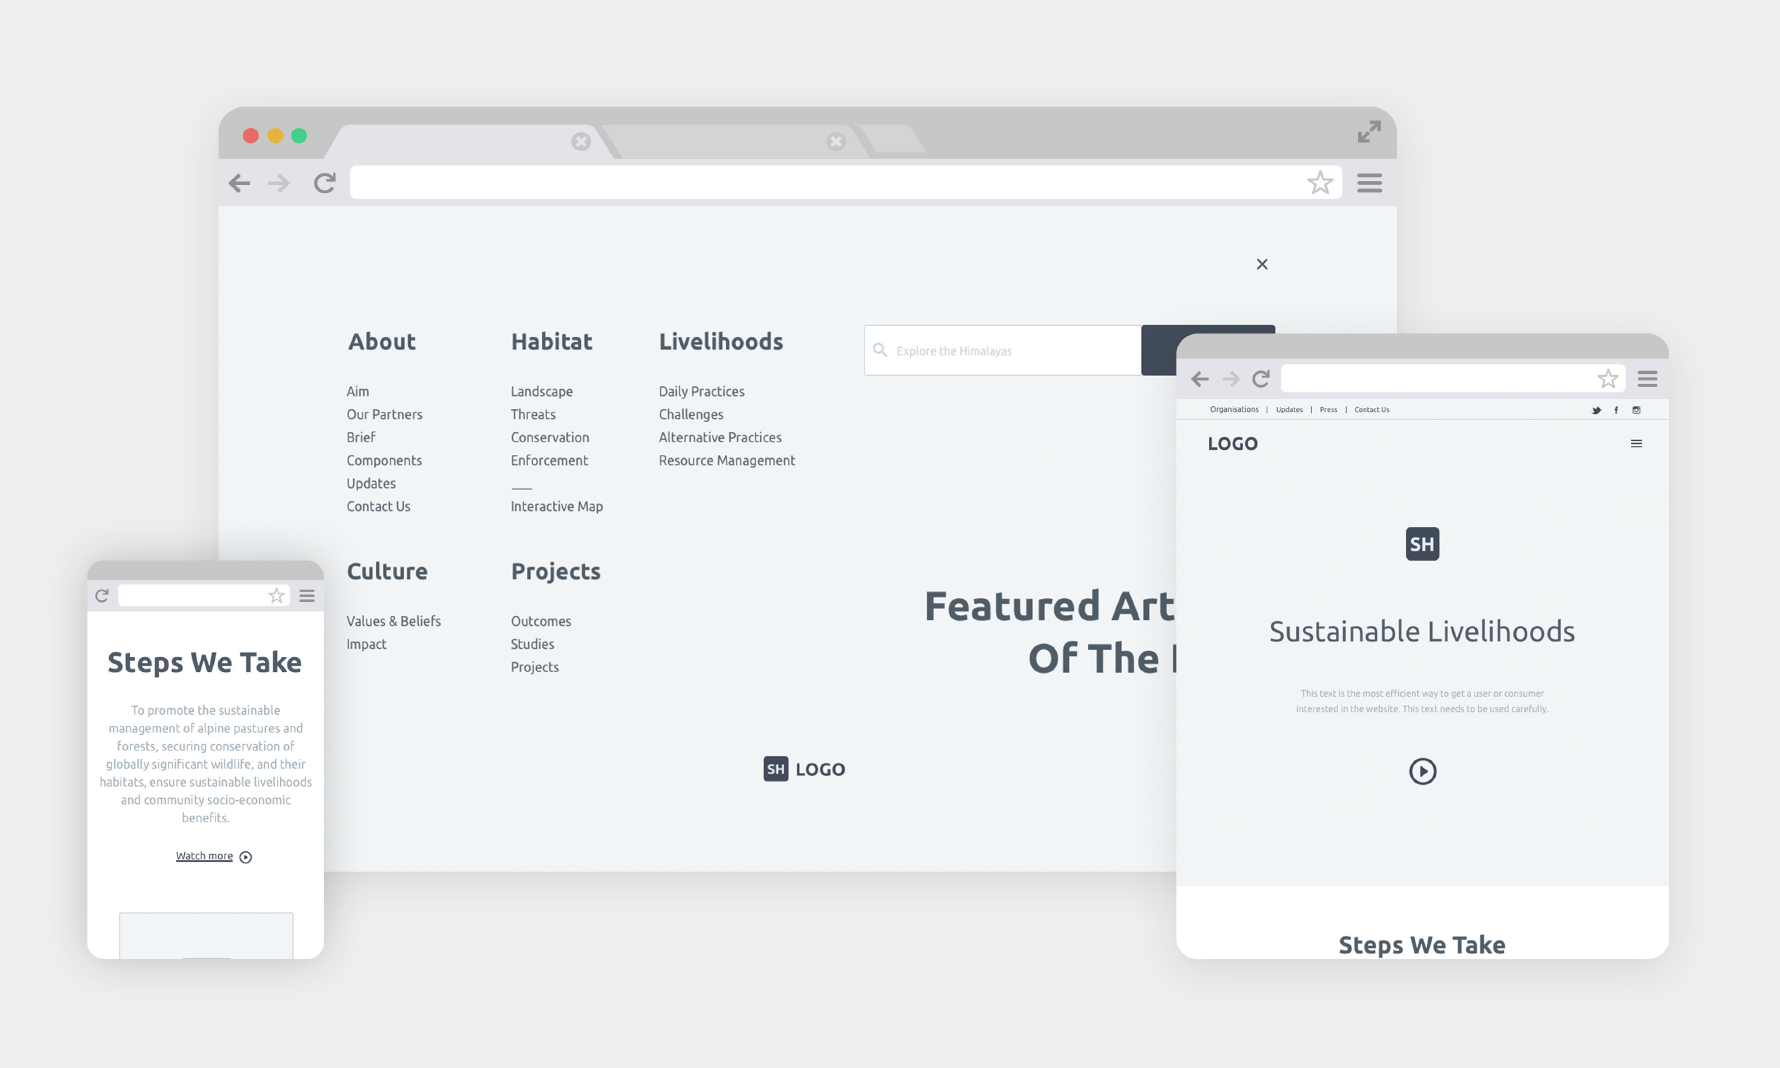 About
Aim
Our Partners
Brief
Components
Updates
Contact Us
Habitat
Landscape
Threats
Conservation
Enforcement
Interactive Map
Livelihoods
Daily Practices
Challenges
Alternative Practices
Resource Management
Explore the Himalayas
Culture
Values & Beliefs
Impact
Projects
Outcomes
Studies
Projects
Featured Art
Of The
SH LOGO
Steps We Take
To promote the sustainable
management of alpine pastures and
forests, securing conservation of
globally significant wildlife, and their
habitats, ensure sustainable livelihoods
and community socio-economic
benefits.
Watch more
Organisations | Updates | Press | Contact Us
LOGO
SH
Sustainable Livelihoods
This text is the most efficient way to get a user or consumer
interested in the website. This text needs to be used carefully.
Steps We Take